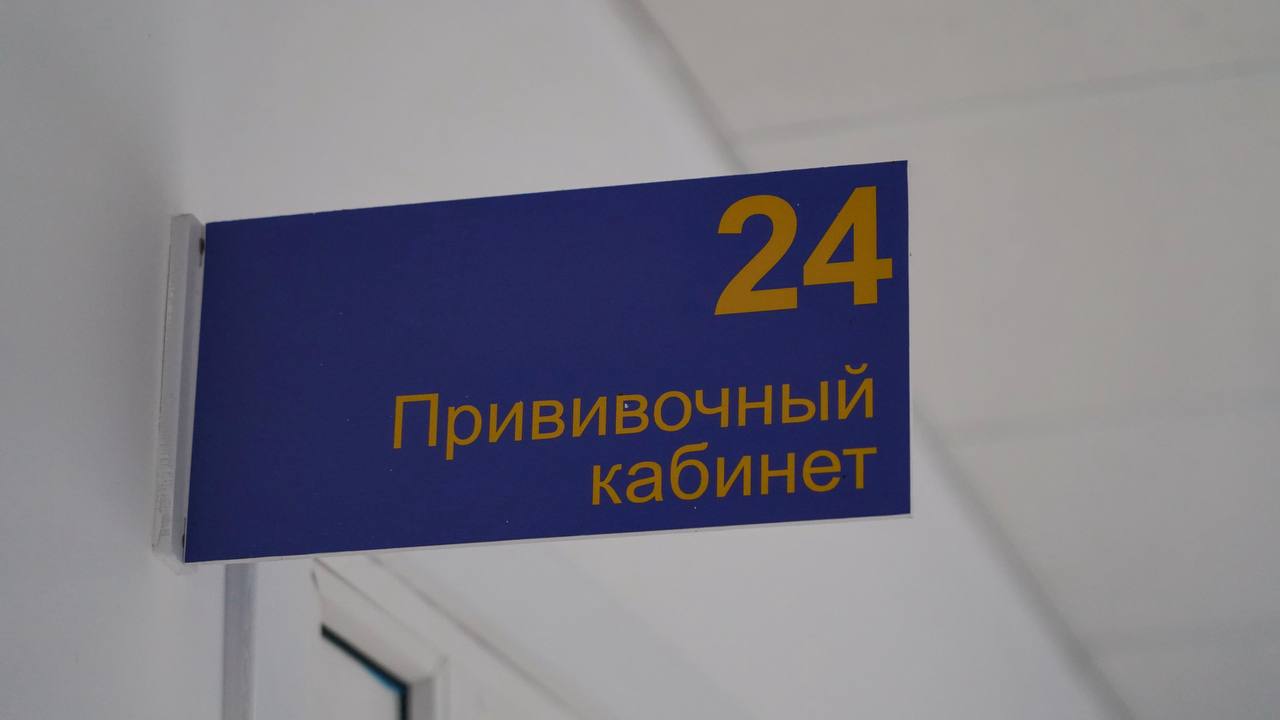 24
Прививочный
кабинет